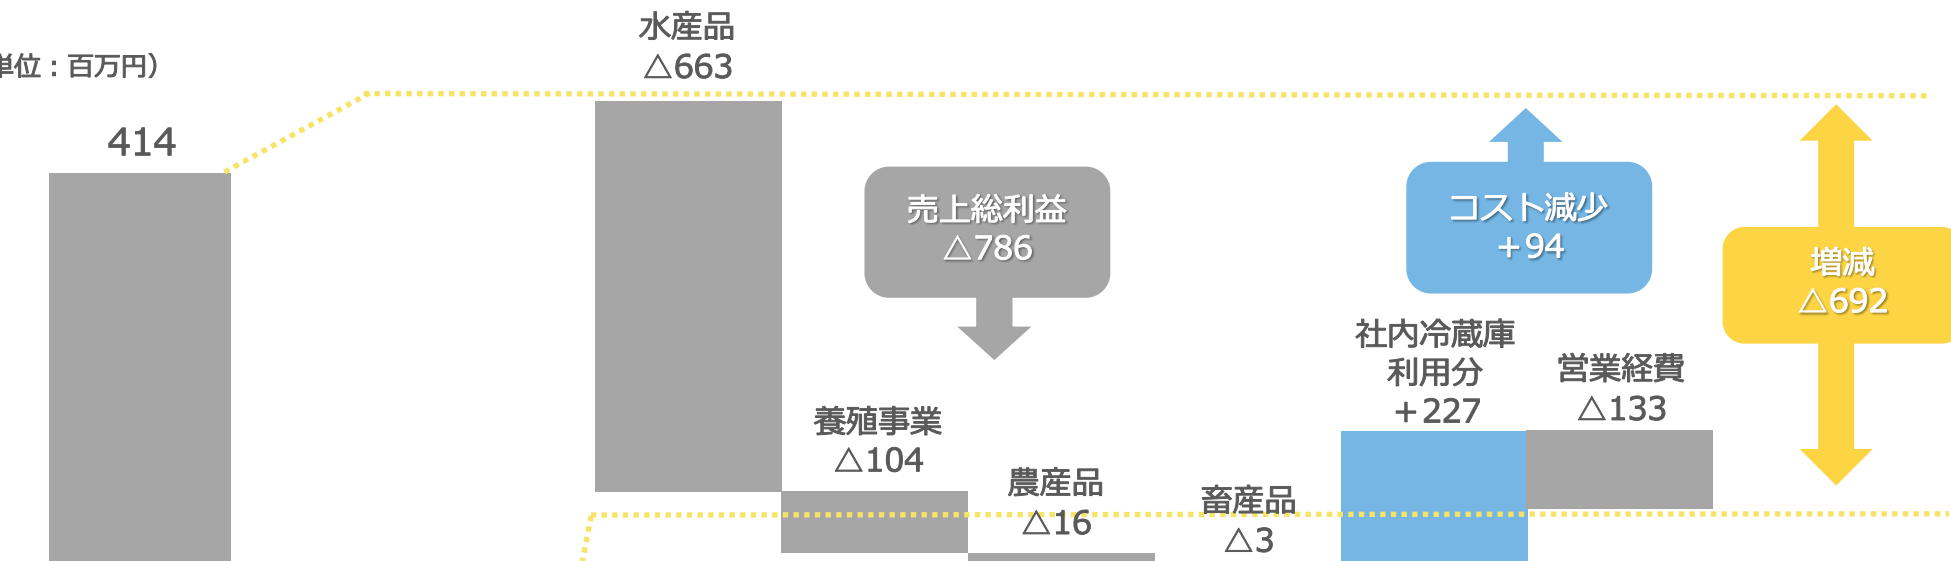 単位：百万円）
414
水産品
△663
売上総利益
△786
養殖事業
△104
農産品
△16
畜産品
△3
コスト減少
＋94
社内冷蔵庫
利用分
＋227
営業経費
△133
増減
△692